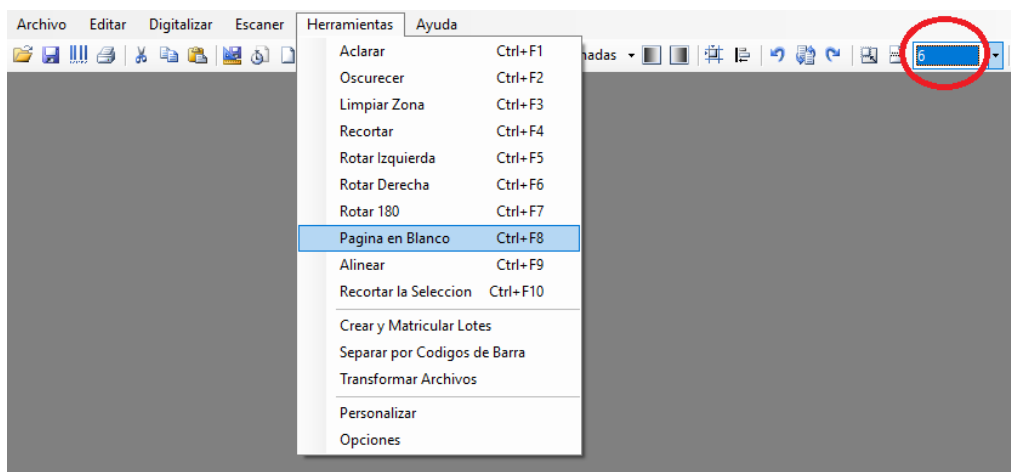 Archivo Editar Digitalizar Escaner Herramientas Ayuda
nadas 6
Aclarar Ctrl+F1
Oscurecer Ctrl+F2
Limpiar Zona Ctrl+F3
Recortar Ctrl+F4
Rotar Izquierda Ctrl+F5
Rotar Derecha Ctrl+F6
Rotar 180 Ctrl+F7
Pagina en Blanco Ctrl+F8
Alinear Ctrl+F9
Recortar la Seleccion Ctrl+F10
Crear y Matricular Lotes
Separar por Codigos de Barra
Transformar Archivos
Personalizar
Opciones